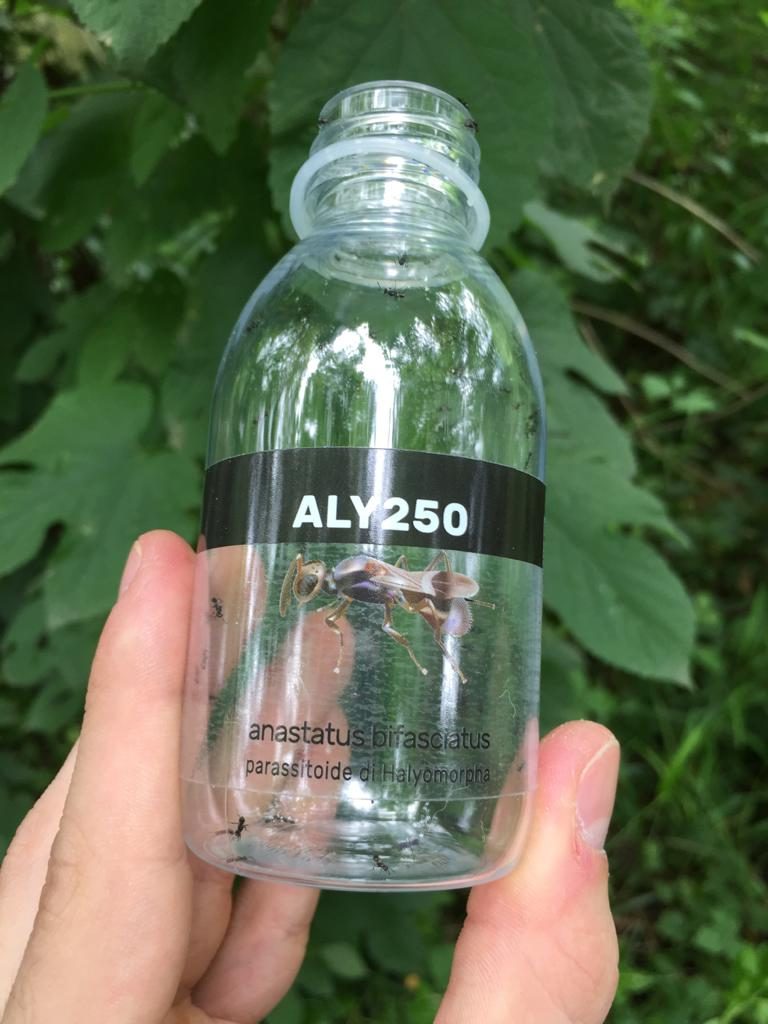 ALY250
anastatus bifasciatus
parassitoide di Halyomorpha